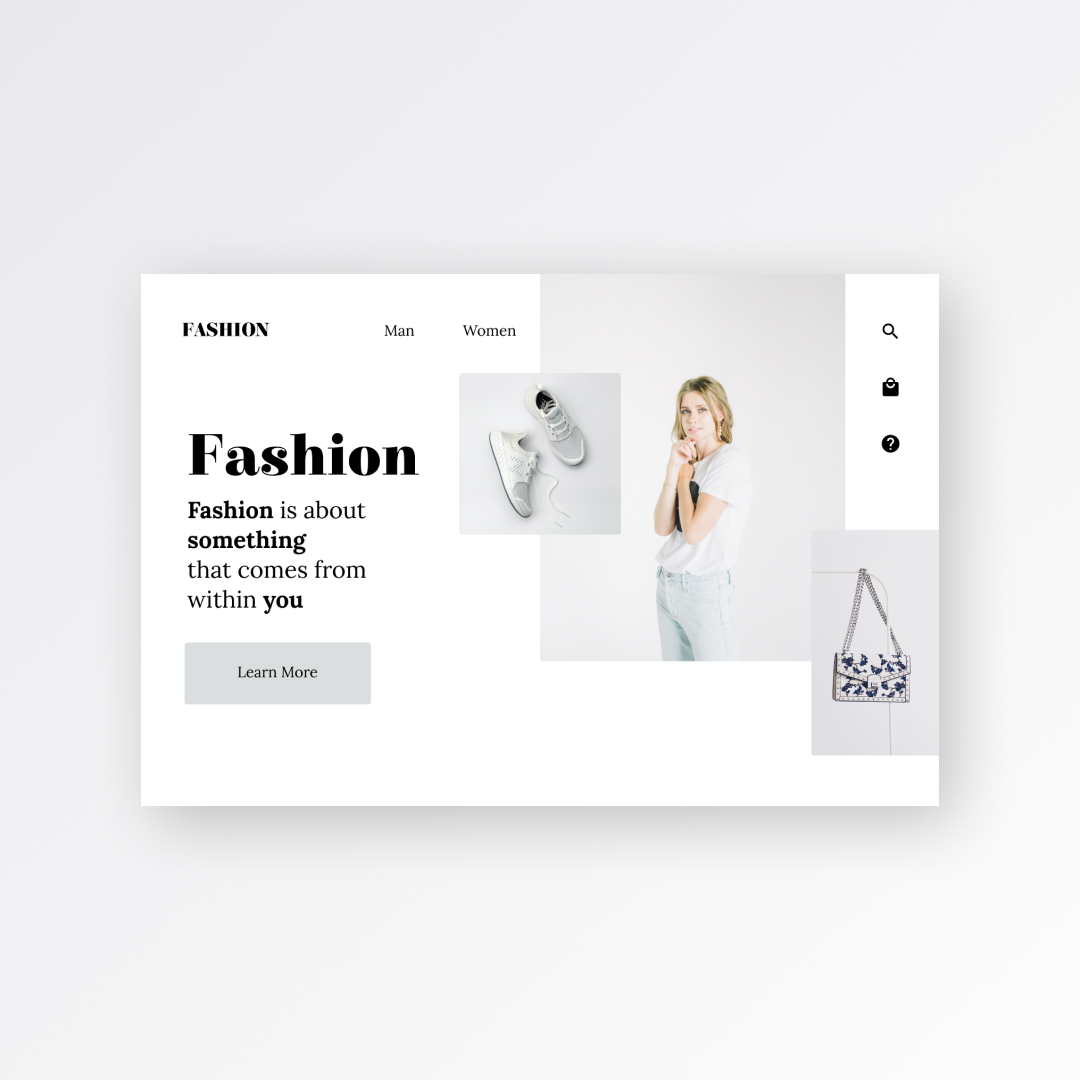 FASHION
Man
Women
Fashion
Fashion is about
something
that comes from
within you
Learn More
?